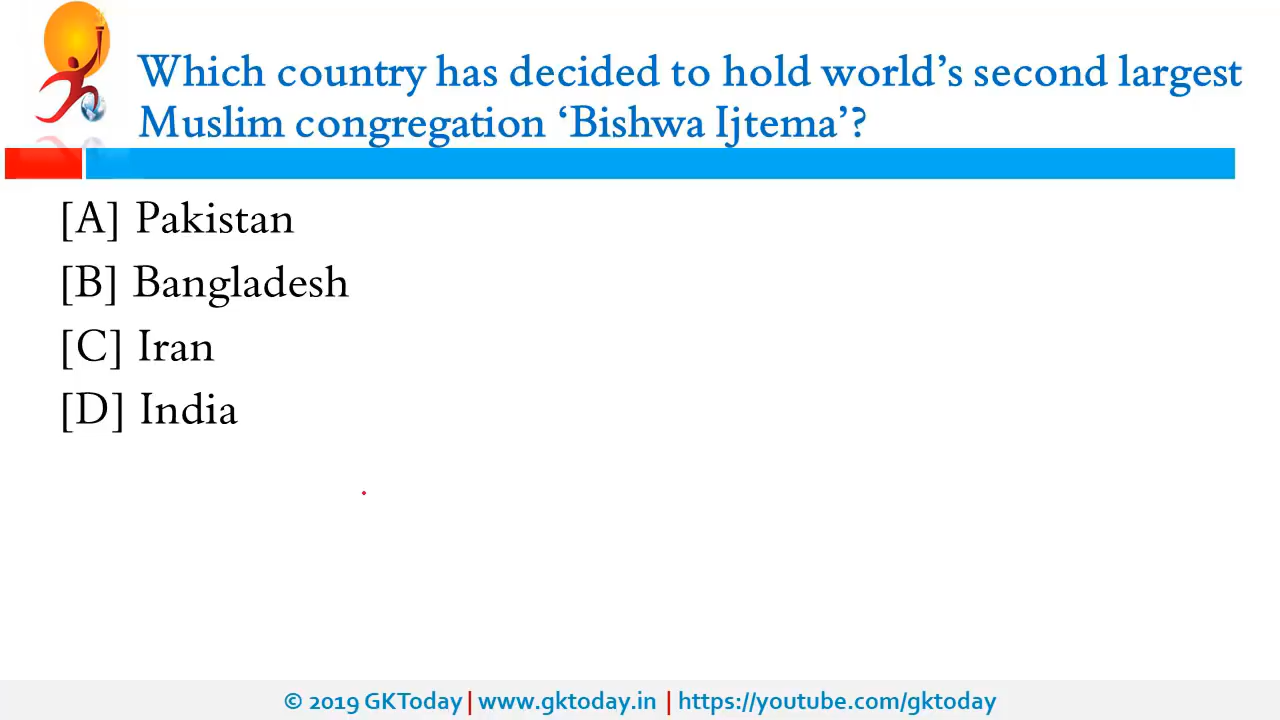 Which country has decided to hold world’s second largest
Muslim congregation ‘Bishwa Ijtema’?
[A] Pakistan
[B] Bangladesh
[C] Iran
[D] India
© 2019 GKToday | www.gktoday.in | https://youtube.com/gktoday